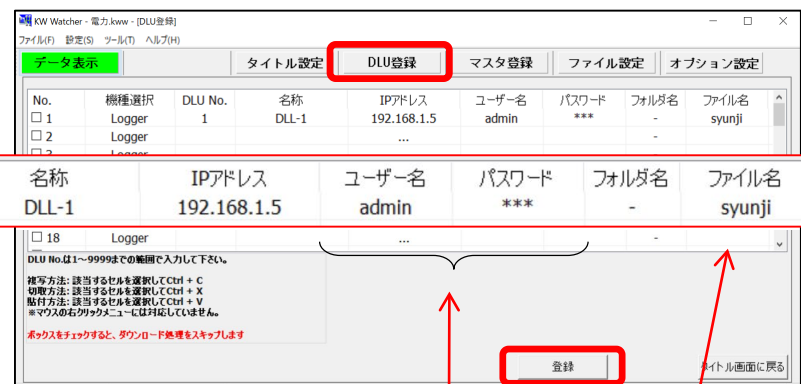 KW Watcher - 電力.kww - [DLU登録]
ファイル(F) 設定(S) ツール(T) ヘルプ(H)
データ表示 タイトル設定 DLU登録 マスタ登録 ファイル設定 オプション設定
No. 機種選択 DLU No. 名称 IPアドレス ユーザー名 パスワード フォルダ名 ファイル名
1 Logger 1 DLL-1 192.168.1.5 admin *** - syunji
2 Logger ... -
名称 IPアドレス ユーザー名 パスワード フォルダ名 ファイル名
DLL-1 192.168.1.5 admin *** - syunji
18 Logger ... -
DLU No.は1~9999までの範囲で入力して下さい。
複写方法: 該当するセルを選択してCtrl + C
切取方法: 該当するセルを選択してCtrl + X
貼付方法: 該当するセルを選択してCtrl + V
※マウスの右クリックメニューには対応していません。
ボックスをチェックすると、ダウンロード処理をスキップします
登録 タイトル画面に戻る